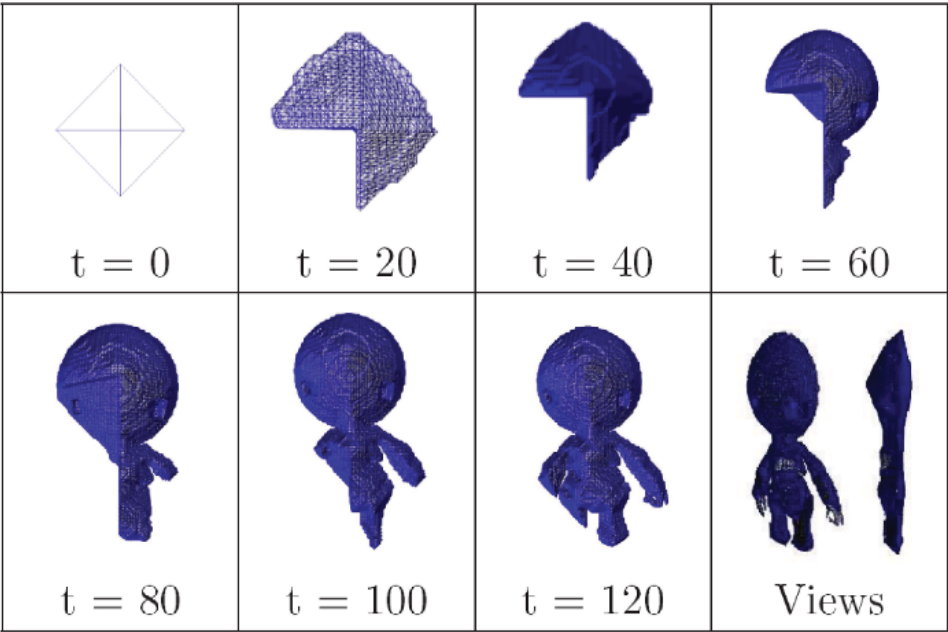 t = 0
t = 20
t = 40
t = 60
t = 80
t = 100
t = 120
Views